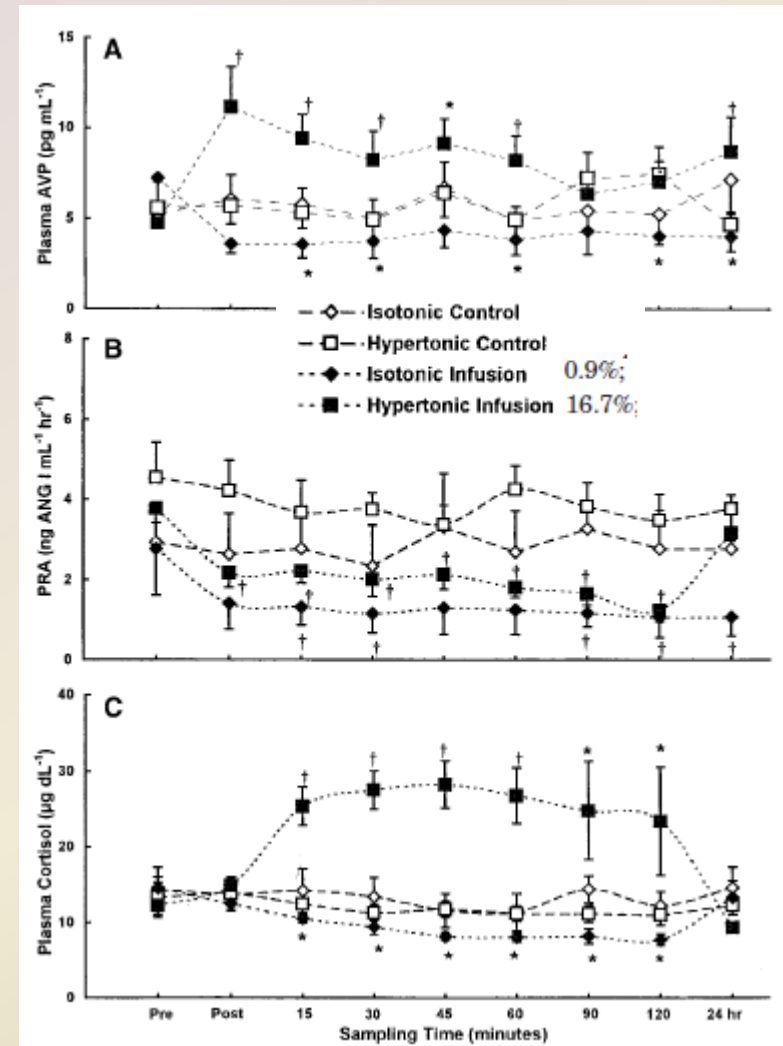 A
15
10
5
0
Plasma AVP (pg mL⁻¹)
† † † * † †
* * * * *
Isotonic Control
Hypertonic Control
Isotonic Infusion 0.9%;
Hypertonic Infusion 16.7%;
B
8
6
4
2
0
PRA (ng ANG I mL⁻¹ hr⁻¹)
† † † † † † †
† † † † †
C
40
30
20
10
0
Plasma Cortisol (µg dL⁻¹)
† † † † * *
* * * * * *
Pre Post 15 30 45 60 90 120 24 hr
Sampling Time (minutes)